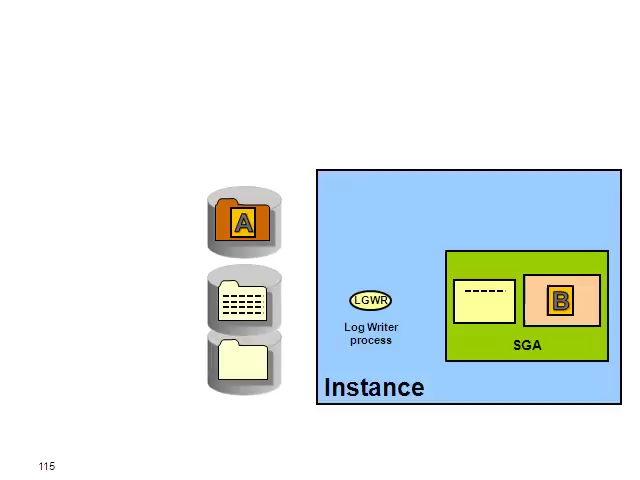 A
LGWR
Log Writer
process
B
SGA
Instance
115